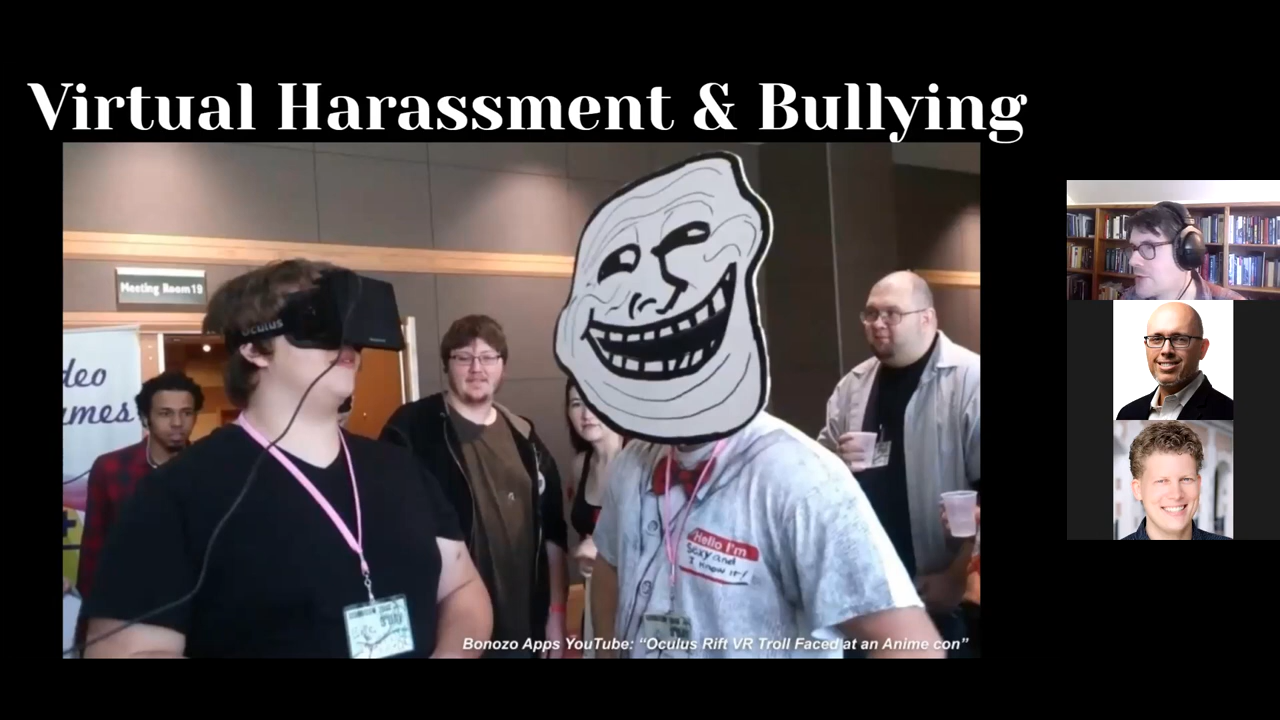 Virtual Harassment & Bullying
Meeting Room 19
oculus
deo
ames
Hello I'm
Sexy and
I know it!
Bonozo Apps YouTube: “Oculus Rift VR Troll Faced at an Anime con”